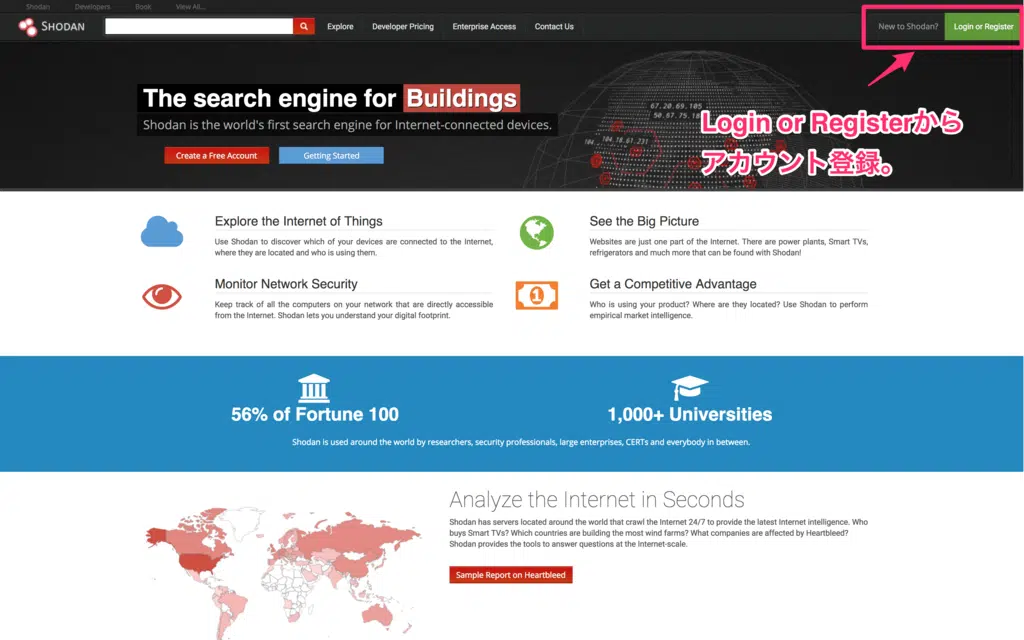 Shodan Developers Book View All...
SHODAN Explore Developer Pricing Enterprise Access Contact Us New to Shodan? Login or Register
The search engine for Buildings
Shodan is the world's first search engine for Internet-connected devices.
Create a Free Account Getting Started
67.20.69.105
104.18.61.231
Login or Registerから
アカウント登録。
Explore the Internet of Things
Use Shodan to discover which of your devices are connected to the Internet,
where they are located and who is using them.
See the Big Picture
Websites are just one part of the Internet. There are power plants, Smart TVs,
refrigerators and much more that can be found with Shodan!
Monitor Network Security
Keep track of all the computers on your network that are directly accessible
from the Internet. Shodan lets you understand your digital footprint.
Get a Competitive Advantage
Who is using your product? Where are they located? Use Shodan to perform
empirical market intelligence.
1
56% of Fortune 100
1,000+ Universities
Shodan is used around the world by researchers, security professionals, large enterprises, CERTs and everybody in between.
Analyze the Internet in Seconds
Shodan has servers located around the world that crawl the Internet 24/7 to provide the latest Internet intelligence. Who
buys Smart TVs? Which countries are building the most wind farms? What companies are affected by Heartbleed?
Shodan provides the tools to answer questions at the Internet-scale.
Sample Report on Heartbleed